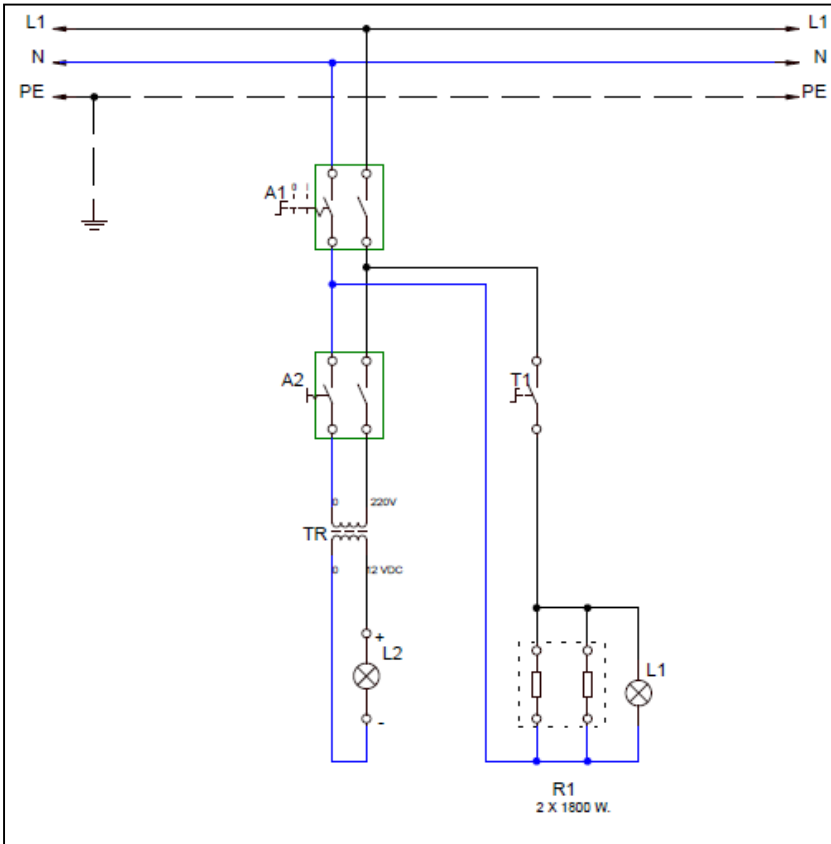 L1 L1
N N
PE PE
A1 0 I
A2 T1
0 220V
TR
0 12 VDC
+
L2
L1
-
R1
2 X 1800 W.